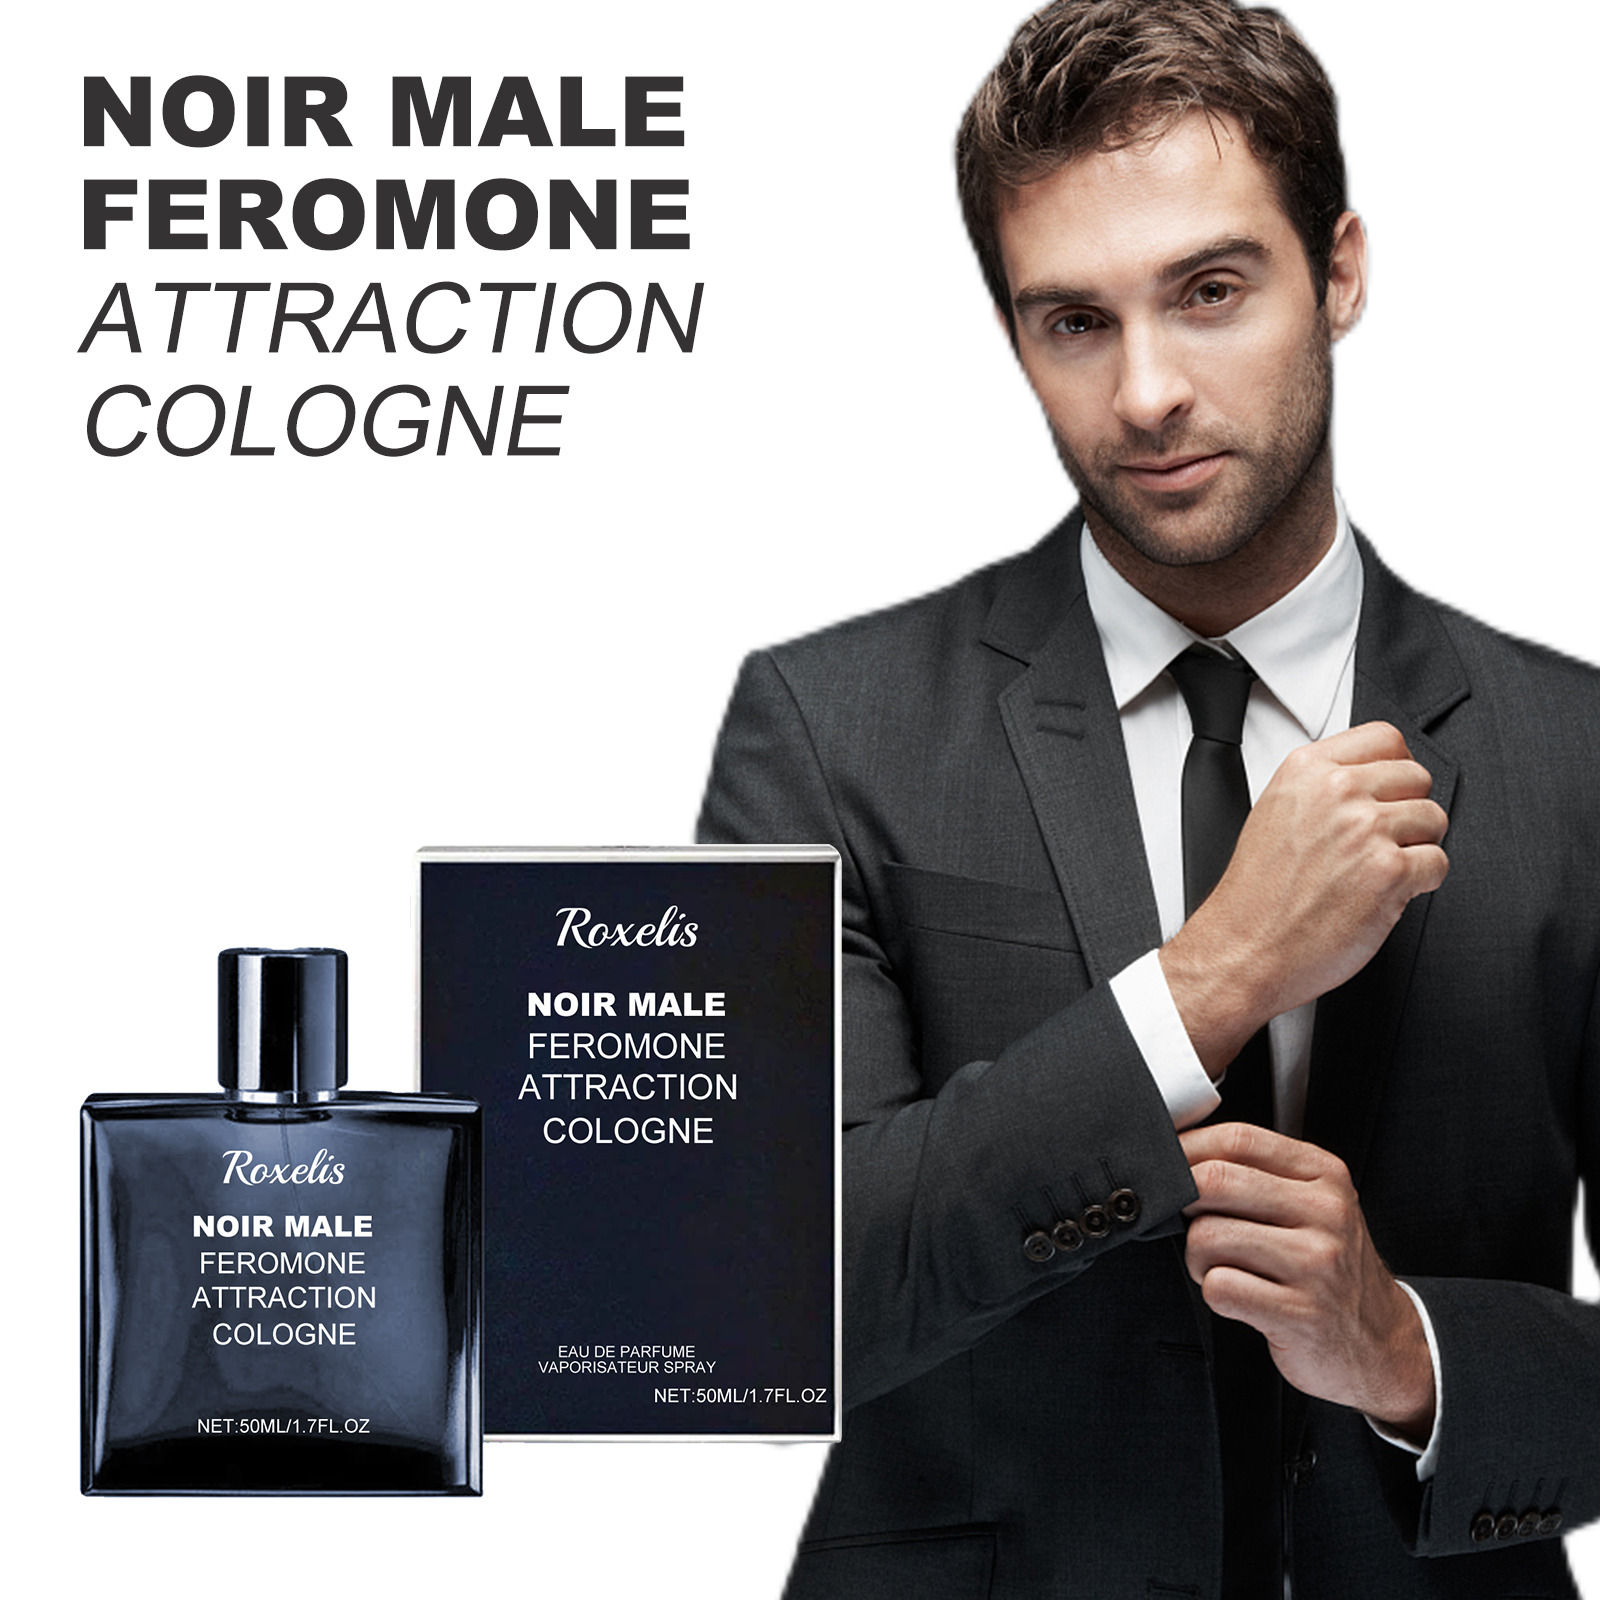 NOIR MALE
FEROMONE
ATTRACTION
COLOGNE
Roxelis
NOIR MALE
FEROMONE
ATTRACTION
COLOGNE
EAU DE PARFUME
VAPORISATEUR SPRAY
NET:50ML/1.7FL.OZ
Roxelis
NOIR MALE
FEROMONE
ATTRACTION
COLOGNE
NET:50ML/1.7FL.OZ